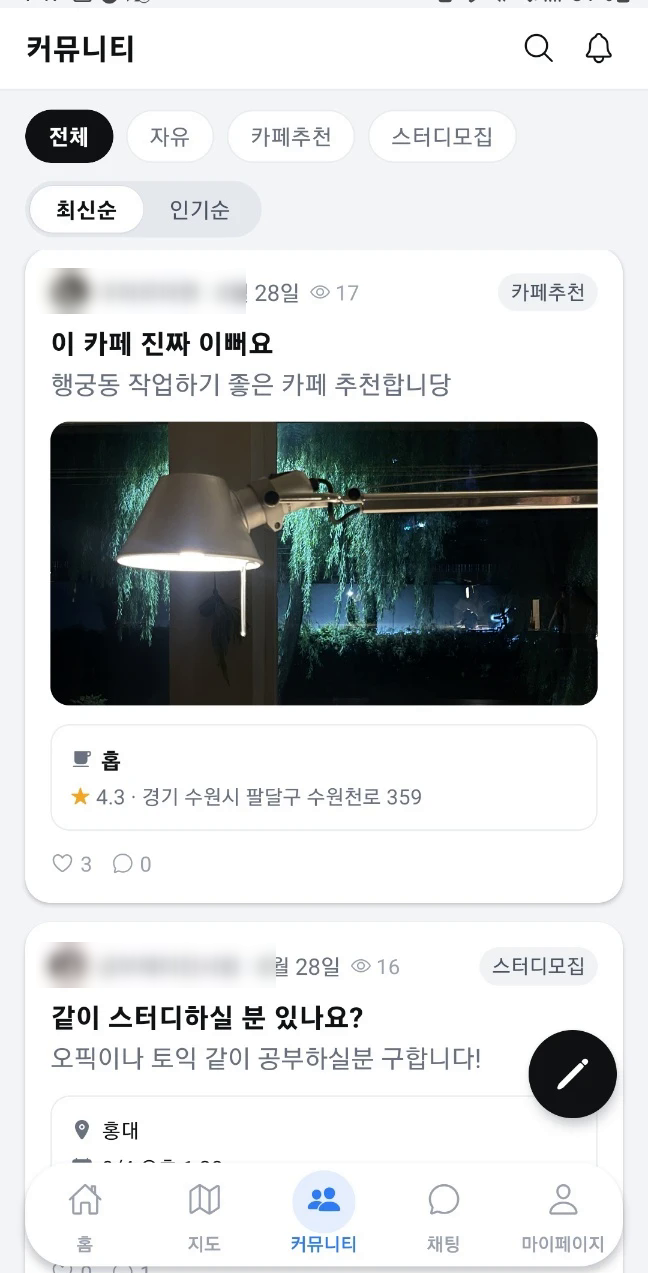 커뮤니티
전체 자유 카페추천 스터디모집
최신순 인기순
28일 17 카페추천
이 카페 진짜 이뻐요
행궁동 작업하기 좋은 카페 추천합니당
홉
4.3 · 경기 수원시 팔달구 수원천로 359
3 0
월 28일 16 스터디모집
같이 스터디하실 분 있나요?
오픽이나 토익 같이 공부하실분 구합니다!
홍대
홈 지도 커뮤니티 채팅 마이페이지